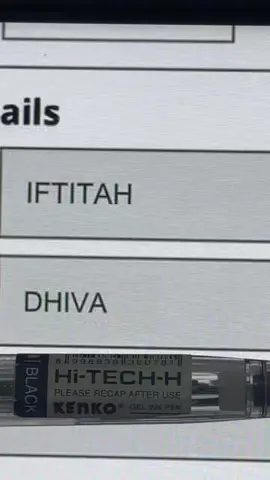 ails
IFTITAH
DHIVA
BLACK
Hi-TECH-H
PLEASE RECAP AFTER USE
KENKO® GEL INK PEN